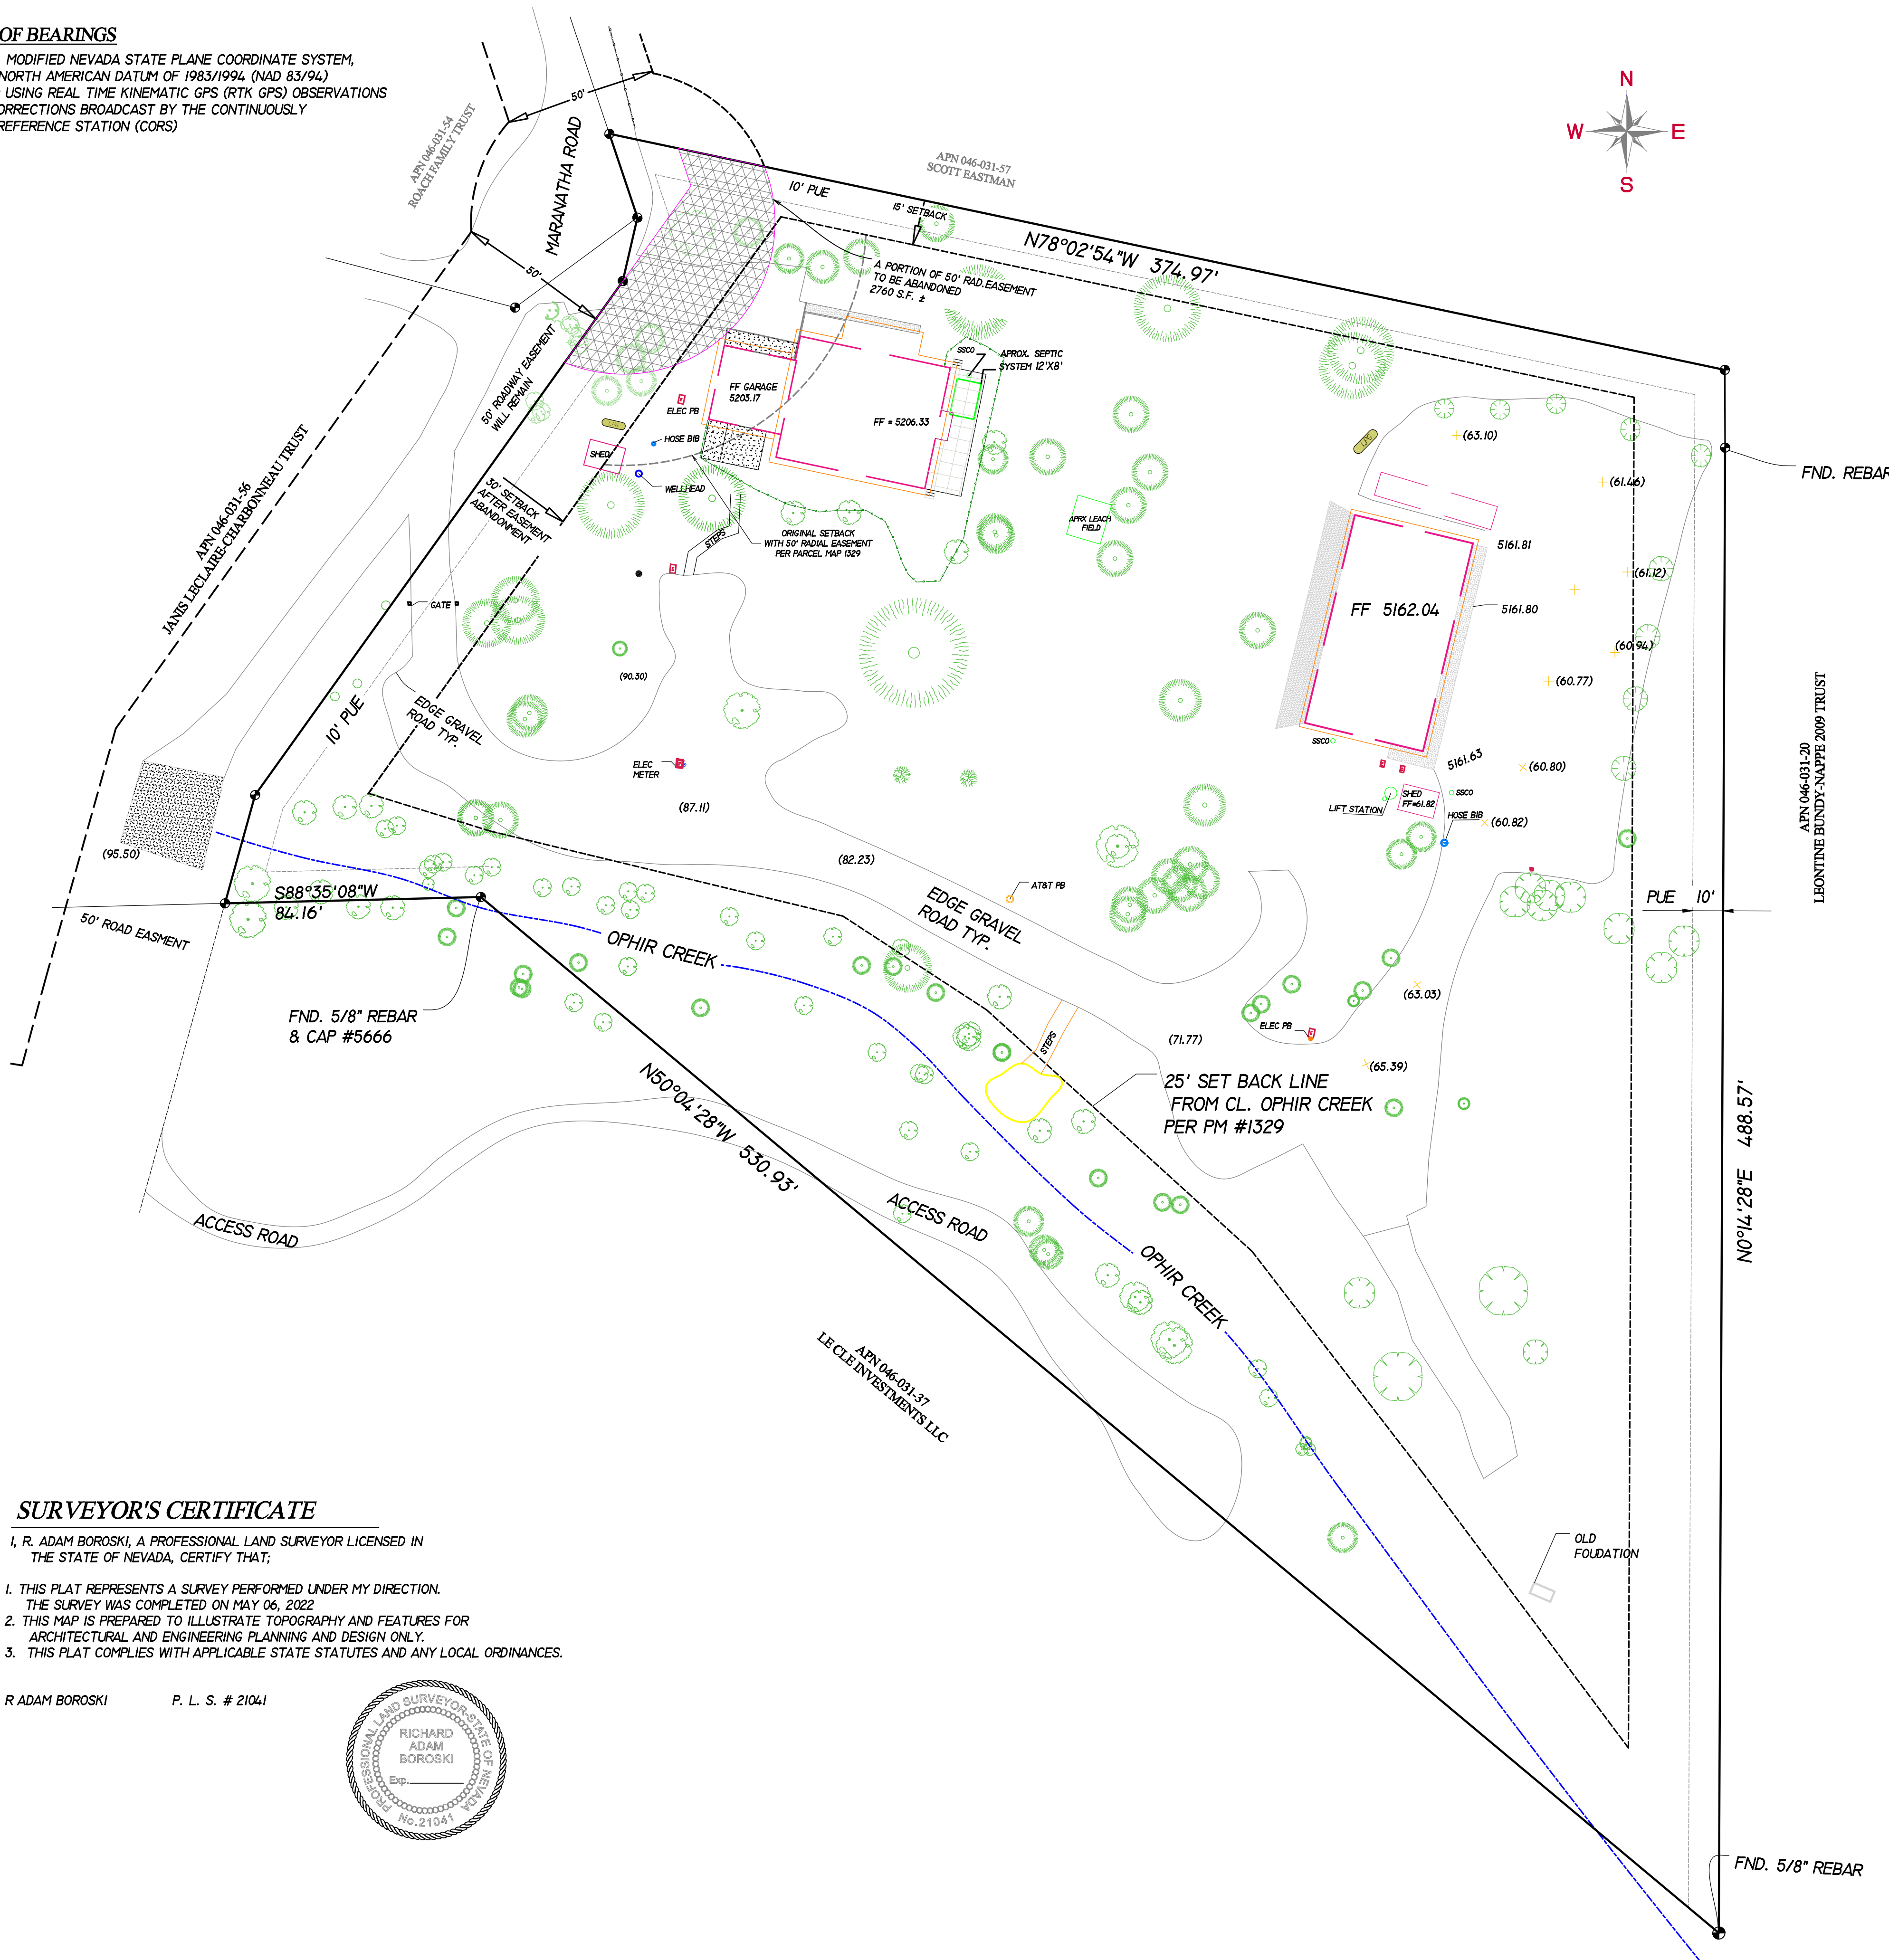 OF BEARINGS
MODIFIED NEVADA STATE PLANE COORDINATE SYSTEM,
NORTH AMERICAN DATUM OF 1983/1994 (NAD 83/94)
USING REAL TIME KINEMATIC GPS (RTK GPS) OBSERVATIONS
ORRECTIONS BROADCAST BY THE CONTINUOUSLY
REFERENCE STATION (CORS)
N
W
E
S
50'
APN 046-031-54
ROACH FAMILY TRUST
MARANATHA ROAD
50'
10' PUE
APN 046-031-57
SCOTT EASTMAN
15' SETBACK
N78°02'54"W 374.97'
A PORTION OF 50' RAD.EASEMENT
TO BE ABANDONED
2760 S.F. ±
50' ROADWAY EASEMENT
WILL REMAIN
FF GARAGE
5203.17
FF = 5206.33
SSCO
APROX. SEPTIC
SYSTEM 12'X8'
ELEC PB
HOSE BIB
SHED
WELLHEAD
LPG
30' SETBACK
AFTER EASEMENT
ABANDONMENT
STEPS
ORIGINAL SETBACK
WITH 50' RADIAL EASEMENT
PER PARCEL MAP 1329
APRX LEACH
FIELD
LPG
(63.10)
(61.46)
FND. REBAR
5161.81
(61.12)
FF 5162.04
5161.80
(60.94)
(60.77)
APN 046-031-56
JANIS LECLAIRE-CHARBONNEAU TRUST
GATE
(90.30)
10' PUE
EDGE GRAVEL
ROAD TYP.
ELEC
METER
(87.11)
SSCO
5161.63
(60.80)
LIFT STATION
SHED
FF=61.82
SSCO
HOSE BIB
(60.82)
APN 046-031-20
LEONTINE BUNDY-NAPPE 2009 TRUST
(95.50)
(82.23)
AT&T PB
EDGE GRAVEL
ROAD TYP.
PUE 10'
S88°35'08"W
84.16'
50' ROAD EASMENT
OPHIR CREEK
FND. 5/8" REBAR
& CAP #5666
(63.03)
ELEC PB
(71.77)
STEPS
(65.39)
25' SET BACK LINE
FROM CL. OPHIR CREEK
PER PM #1329
N50°04'28"W 530.93'
N0°14'28"E 488.57'
ACCESS ROAD
ACCESS ROAD
OPHIR CREEK
APN 046-031-37
LE CLE INVESTMENTS LLC
OLD
FOUDATION
FND. 5/8" REBAR
SURVEYOR'S CERTIFICATE
I, R. ADAM BOROSKI, A PROFESSIONAL LAND SURVEYOR LICENSED IN
THE STATE OF NEVADA, CERTIFY THAT;
1. THIS PLAT REPRESENTS A SURVEY PERFORMED UNDER MY DIRECTION.
THE SURVEY WAS COMPLETED ON MAY 06, 2022
2. THIS MAP IS PREPARED TO ILLUSTRATE TOPOGRAPHY AND FEATURES FOR
ARCHITECTURAL AND ENGINEERING PLANNING AND DESIGN ONLY.
3. THIS PLAT COMPLIES WITH APPLICABLE STATE STATUTES AND ANY LOCAL ORDINANCES.
R ADAM BOROSKI P. L. S. # 21041
PROFESSIONAL LAND SURVEYOR-STATE OF NEVADA
RICHARD
ADAM
BOROSKI
Exp.
No.21041